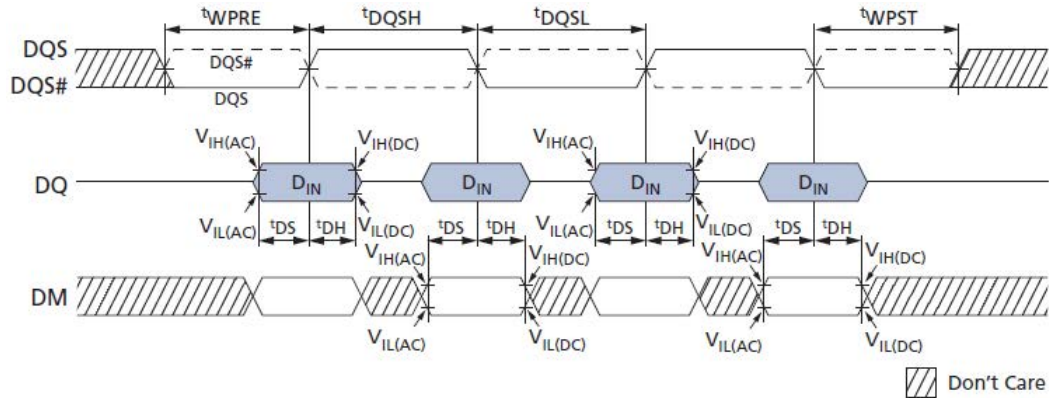 tWPRE tDQSH tDQSL tWPST
DQS
DQS#
DQS#
DQS
VIH(AC) VIH(DC) VIH(AC) VIH(DC)
DQ DIN DIN DIN DIN
VIL(AC) tDS tDH VIL(DC) VIL(AC) tDS tDH VIL(DC)
tDS tDH tDS tDH
VIH(AC) VIH(DC) VIH(AC) VIH(DC)
DM
VIL(AC) VIL(DC) VIL(AC) VIL(DC)
Don't Care